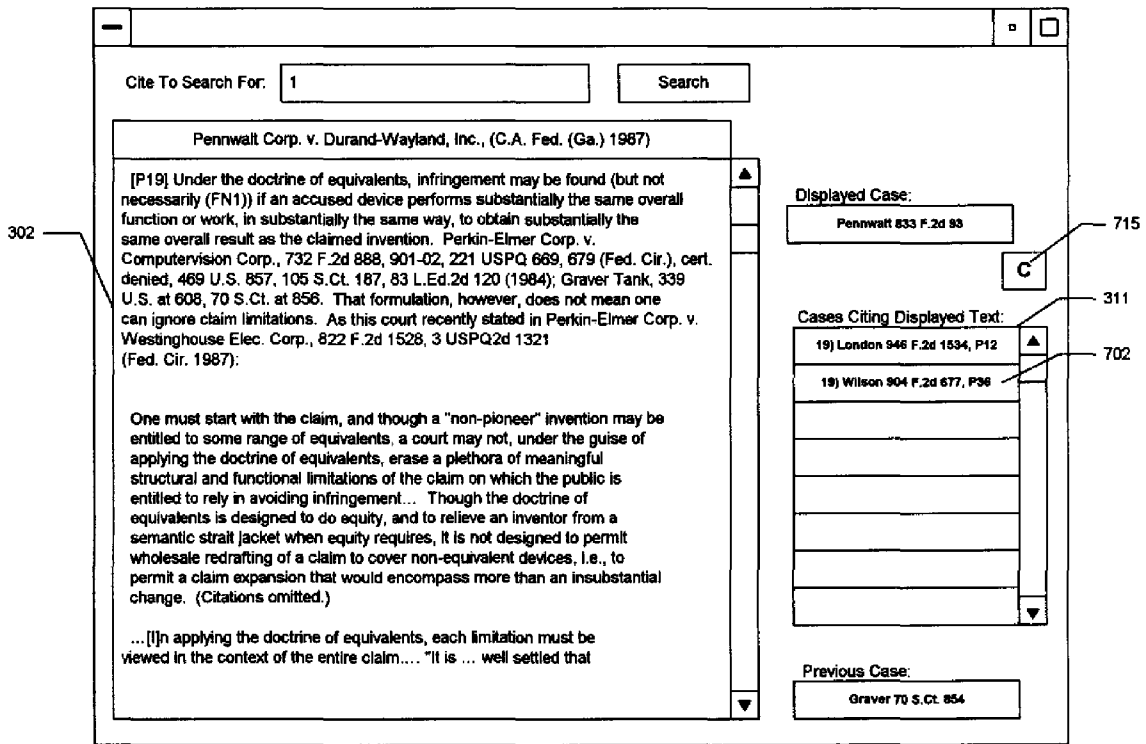 Cite To Search For:
1
Search
Pennwalt Corp. v. Durand-Wayland, Inc., (C.A. Fed. (Ga.) 1987)
[P19] Under the doctrine of equivalents, infringement may be found (but not
necessarily (FN1)) if an accused device performs substantially the same overall
function or work, in substantially the same way, to obtain substantially the
same overall result as the claimed invention. Perkin-Elmer Corp. v.
Computervision Corp., 732 F.2d 888, 901-02, 221 USPQ 669, 679 (Fed. Cir.), cert.
denied, 469 U.S. 857, 105 S.Ct. 187, 83 L.Ed.2d 120 (1984); Graver Tank, 339
U.S. at 608, 70 S.Ct. at 856. That formulation, however, does not mean one
can ignore claim limitations. As this court recently stated in Perkin-Elmer Corp. v.
Westinghouse Elec. Corp., 822 F.2d 1528, 3 USPQ2d 1321
(Fed. Cir. 1987):
One must start with the claim, and though a "non-pioneer" invention may be
entitled to some range of equivalents, a court may not, under the guise of
applying the doctrine of equivalents, erase a plethora of meaningful
structural and functional limitations of the claim on which the public is
entitled to rely in avoiding infringement... Though the doctrine of
equivalents is designed to do equity, and to relieve an inventor from a
semantic strait jacket when equity requires, it is not designed to permit
wholesale redrafting of a claim to cover non-equivalent devices, i.e., to
permit a claim expansion that would encompass more than an insubstantial
change. (Citations omitted.)
...[I]n applying the doctrine of equivalents, each limitation must be
viewed in the context of the entire claim.... "It is ... well settled that
302
Displayed Case:
Pennwalt 833 F.2d 93
715
C
311
Cases Citing Displayed Text:
19) London 946 F.2d 1534, P12
702
19) Wilson 904 F.2d 677, P36
Previous Case:
Graver 70 S.Ct. 854